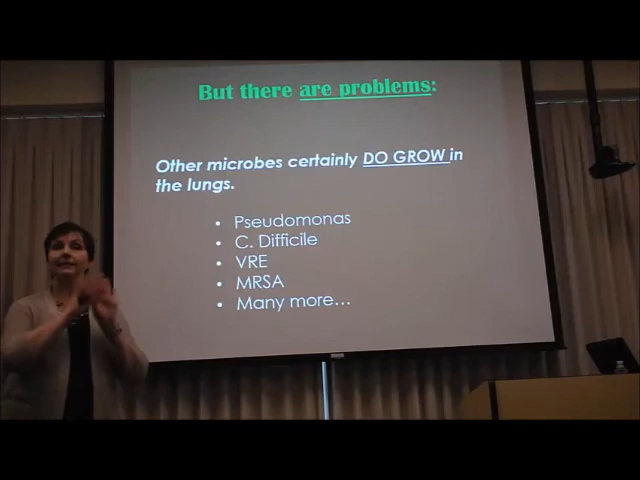 But there are problems:
Other microbes certainly DO GROW in
the lungs.
• Pseudomonas
• C. Difficile
• VRE
• MRSA
• Many more…